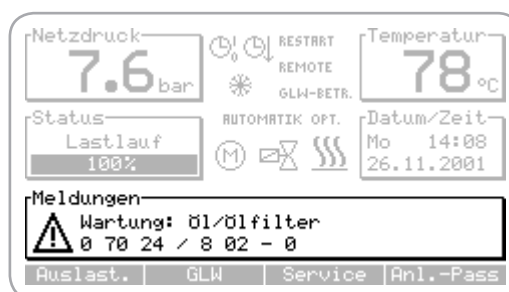 Netzdruck
7.6 bar
RESTART
REMOTE
GLW-BETR.
Temperatur
78 °C
Status
Lastlauf
100%
AUTOMATIK OPT.
M
Datum/Zeit
Mo 14:08
26.11.2001
Meldungen
Wartung: öl/ölfilter
0 70 24 / 8 02 - 0
Auslast. GLW Service Anl.-Pass